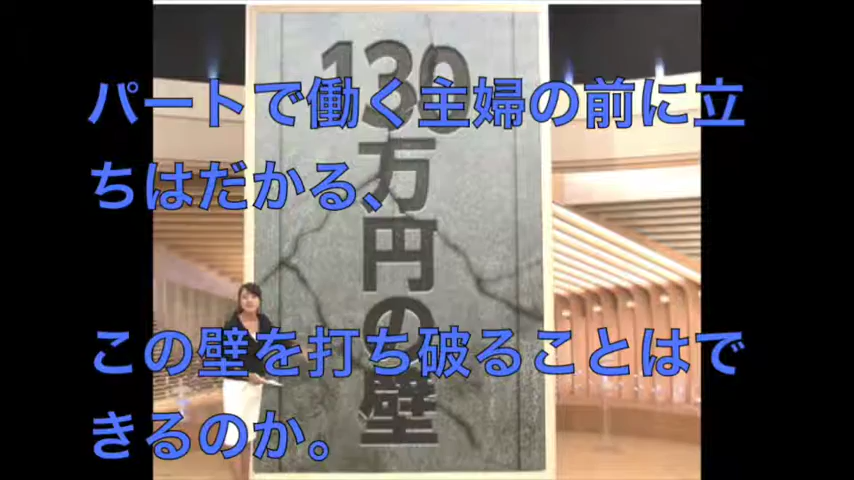 パートで働く主婦の前に立
ちはだかる、
この壁を打ち破ることはで
きるのか。
130
万円の壁